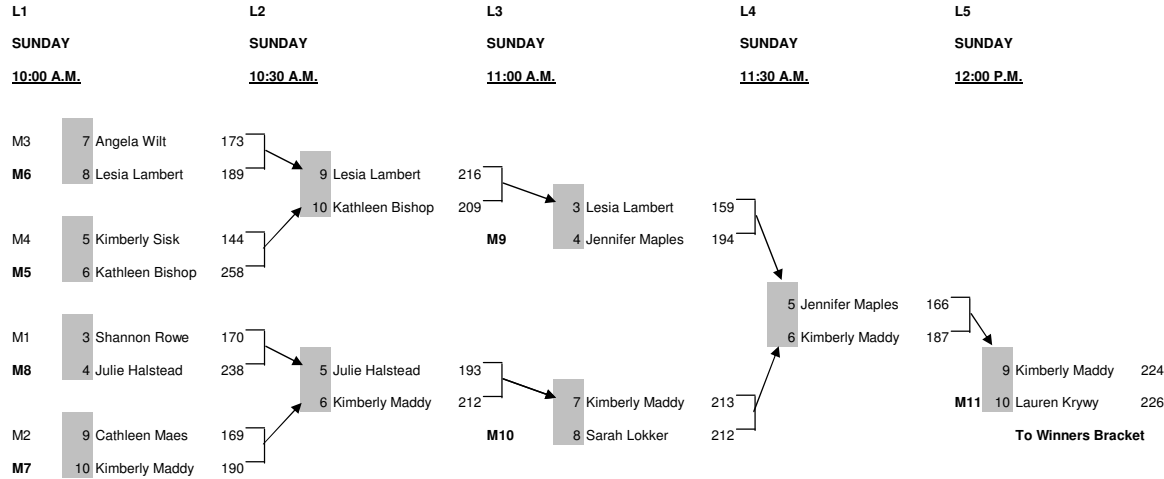 L1 L2 L3 L4 L5
SUNDAY SUNDAY SUNDAY SUNDAY SUNDAY
10:00 A.M. 10:30 A.M. 11:00 A.M. 11:30 A.M. 12:00 P.M.
M3 7 Angela Wilt 173
M6 8 Lesia Lambert 189 9 Lesia Lambert 216
10 Kathleen Bishop 209 3 Lesia Lambert 159
M4 5 Kimberly Sisk 144 M9 4 Jennifer Maples 194
M5 6 Kathleen Bishop 258
5 Jennifer Maples 166
M1 3 Shannon Rowe 170 6 Kimberly Maddy 187
M8 4 Julie Halstead 238 5 Julie Halstead 193 9 Kimberly Maddy 224
6 Kimberly Maddy 212 7 Kimberly Maddy 213 M11 10 Lauren Krywy 226
M2 9 Cathleen Maes 169 M10 8 Sarah Lokker 212 To Winners Bracket
M7 10 Kimberly Maddy 190